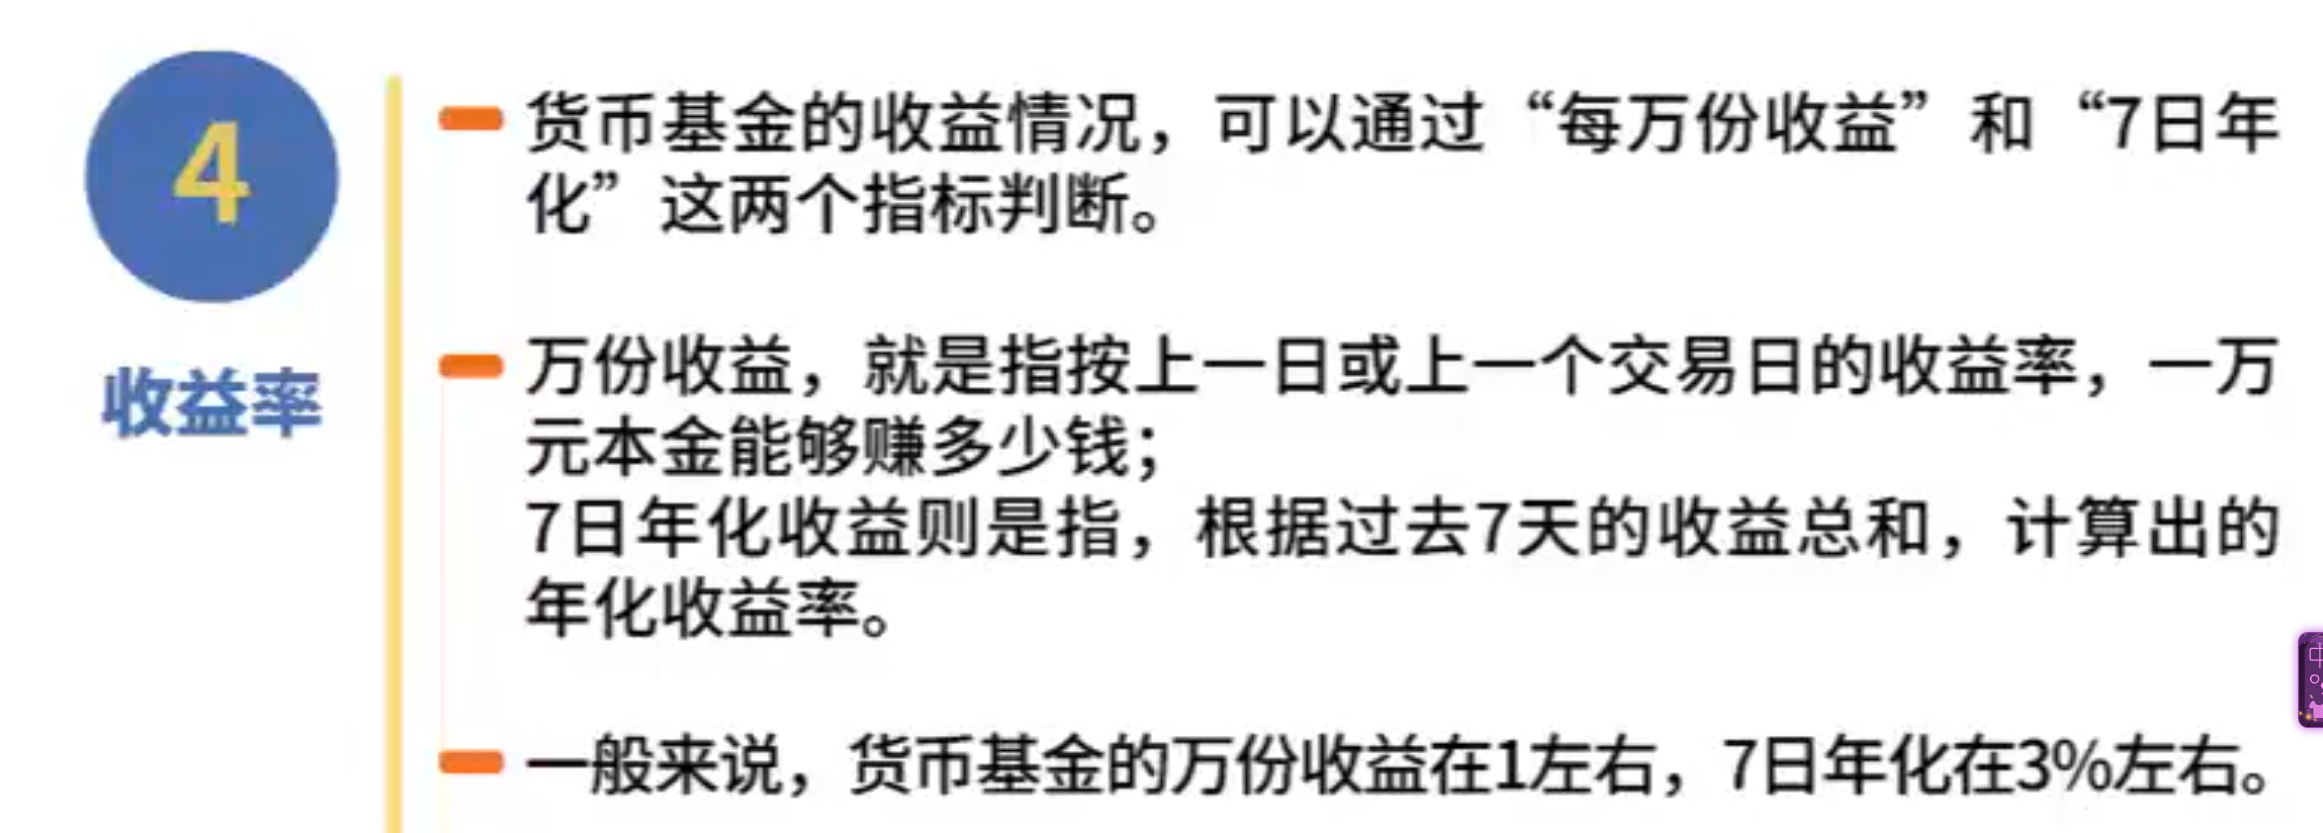 4
收益率
货币基金的收益情况，可以通过“每万份收益”和“7日年
化”这两个指标判断。
万份收益，就是指按上一日或上一个交易日的收益率，一万
元本金能够赚多少钱；
7日年化收益则是指，根据过去7天的收益总和，计算出的
年化收益率。
一般来说，货币基金的万份收益在1左右，7日年化在3%左右。